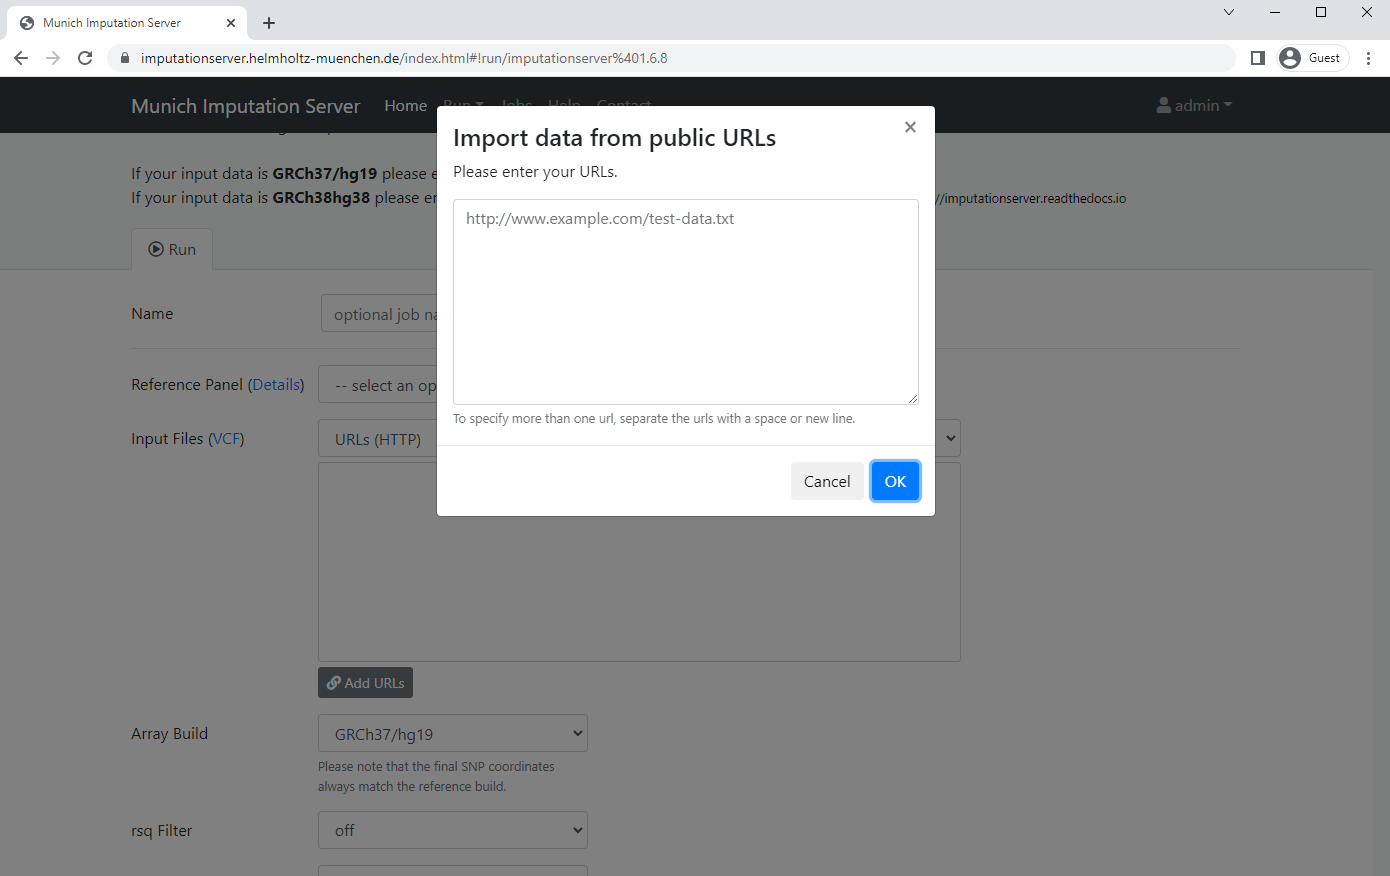 Munich Imputation Server
imputationserver.helmholtz-muenchen.de/index.html#!run/imputationserver%401.6.8
Guest
Munich Imputation Server Home Run Jobs Help Contact admin
If your input data is GRCh37/hg19 please e
If your input data is GRCh38hg38 please en //imputationserver.readthedocs.io
Run
Name
optional job na
Reference Panel (Details)
-- select an op
Input Files (VCF)
URLs (HTTP)
Add URLs
Array Build
GRCh37/hg19
Please note that the final SNP coordinates
always match the reference build.
rsq Filter
off
Import data from public URLs
Please enter your URLs.
http://www.example.com/test-data.txt
To specify more than one url, separate the urls with a space or new line.
Cancel
OK